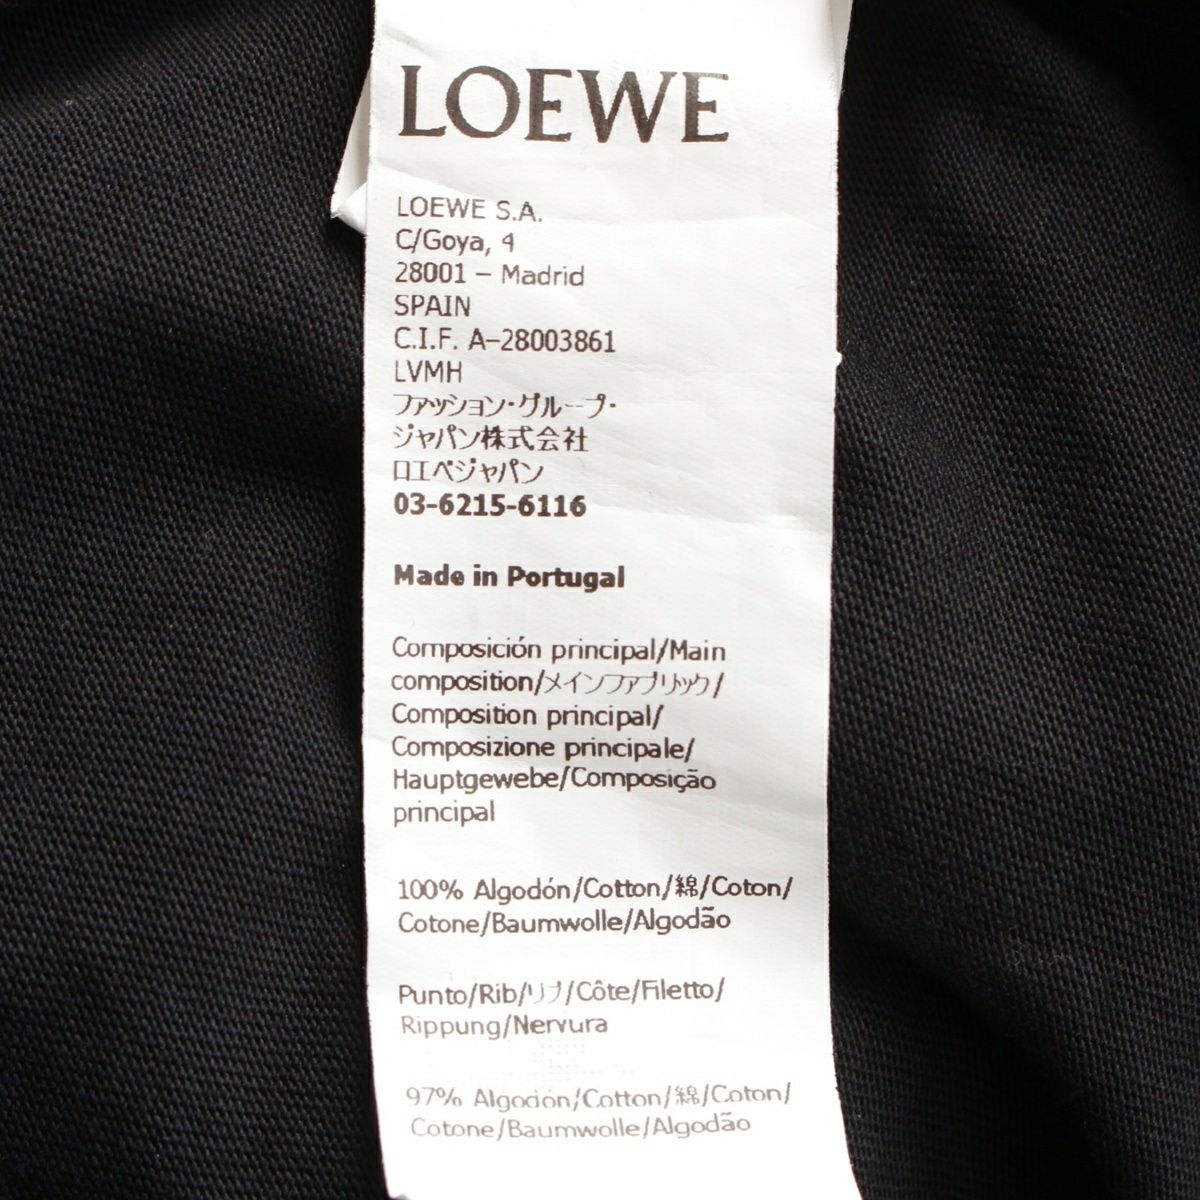 LOEWE
LOEWE S.A.
C/Goya, 4
28001 – Madrid
SPAIN
C.I.F. A-28003861
LVMH
ファッション・グループ・
ジャパン株式会社
ロエベジャパン
03-6215-6116
Made in Portugal
Composición principal/Main
composition/メインファブリック/
Composition principal/
Composizione principale/
Hauptgewebe/Composição
principal
100% Algodón/Cotton/綿/Coton/
Cotone/Baumwolle/Algodão
Punto/Rib/リブ/Côte/Filetto/
Rippung/Nervura
97% Algodón/Cotton/綿/Coton/
Cotone/Baumwolle/Algodão